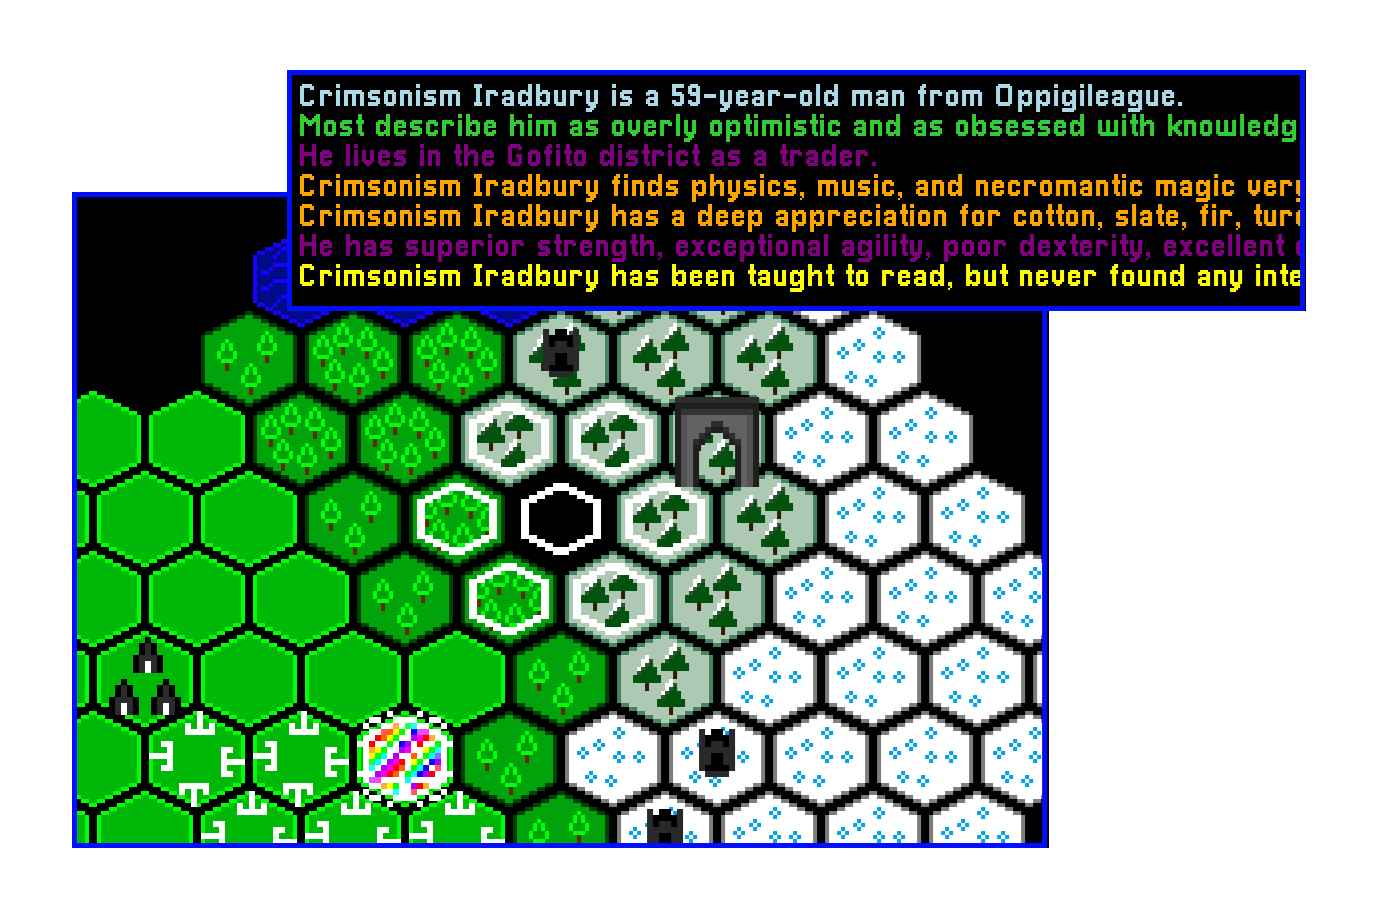 Crimsonism Iradbury is a 59-year-old man from Oppigileague.
Most describe him as overly optimistic and as obsessed with knowledg
He lives in the Gofito district as a trader.
Crimsonism Iradbury finds physics, music, and necromantic magic very
Crimsonism Iradbury has a deep appreciation for cotton, slate, fir,
He has superior strength, exceptional agility, poor dexterity, excellent
Crimsonism Iradbury has been taught to read, but never found any inte